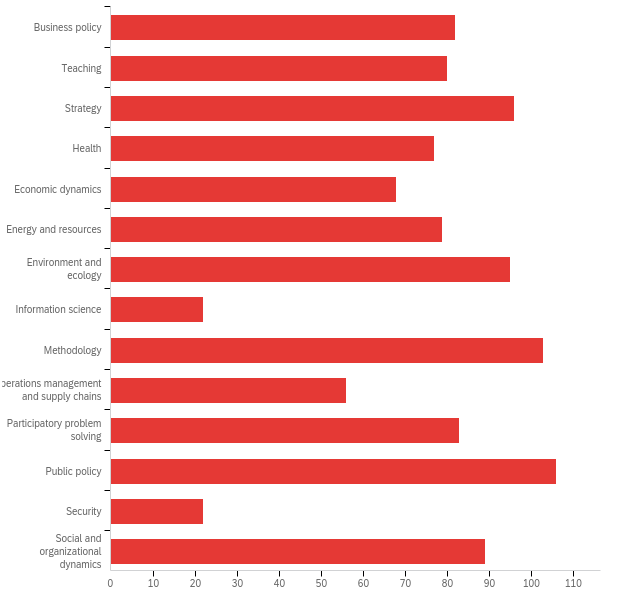 Business policy
Teaching
Strategy
Health
Economic dynamics
Energy and resources
Environment and
ecology
Information science
Methodology
perations management
and supply chains
Participatory problem
solving
Public policy
Security
Social and
organizational
dynamics
0 10 20 30 40 50 60 70 80 90 100 110